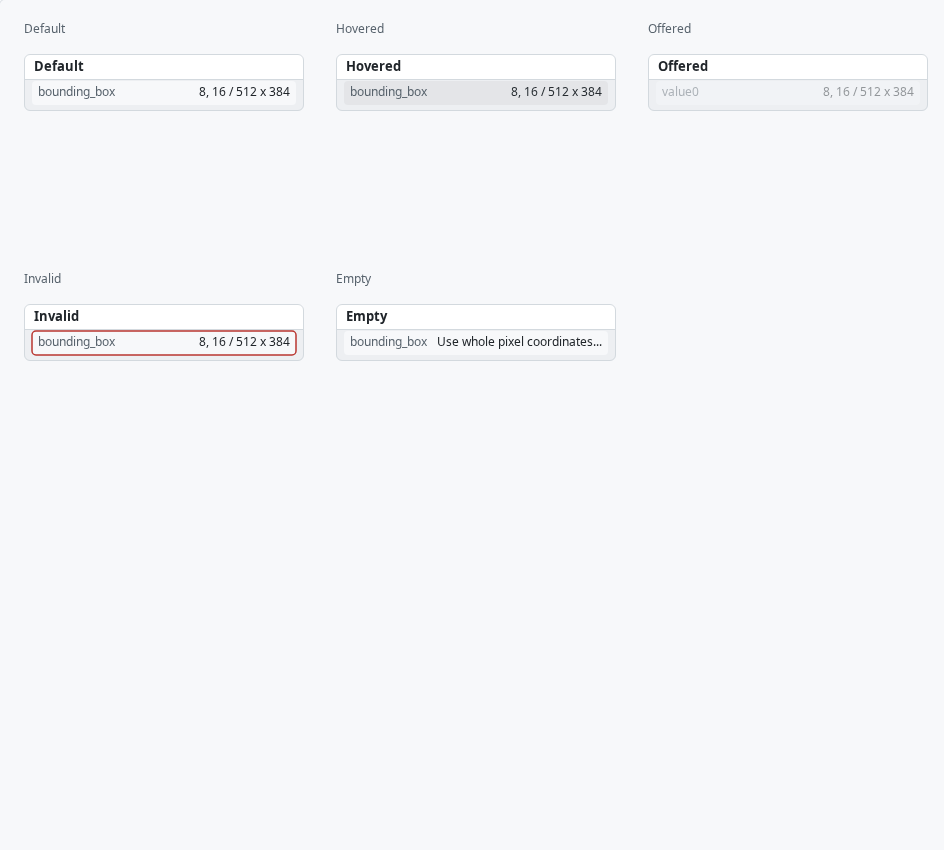 Default
Hovered
Offered
Default
Hovered
Offered
bounding_box 8, 16 / 512 x 384
bounding_box 8, 16 / 512 x 384
value0 8, 16 / 512 x 384
Invalid
Empty
Invalid
Empty
bounding_box 8, 16 / 512 x 384
bounding_box Use whole pixel coordinates...